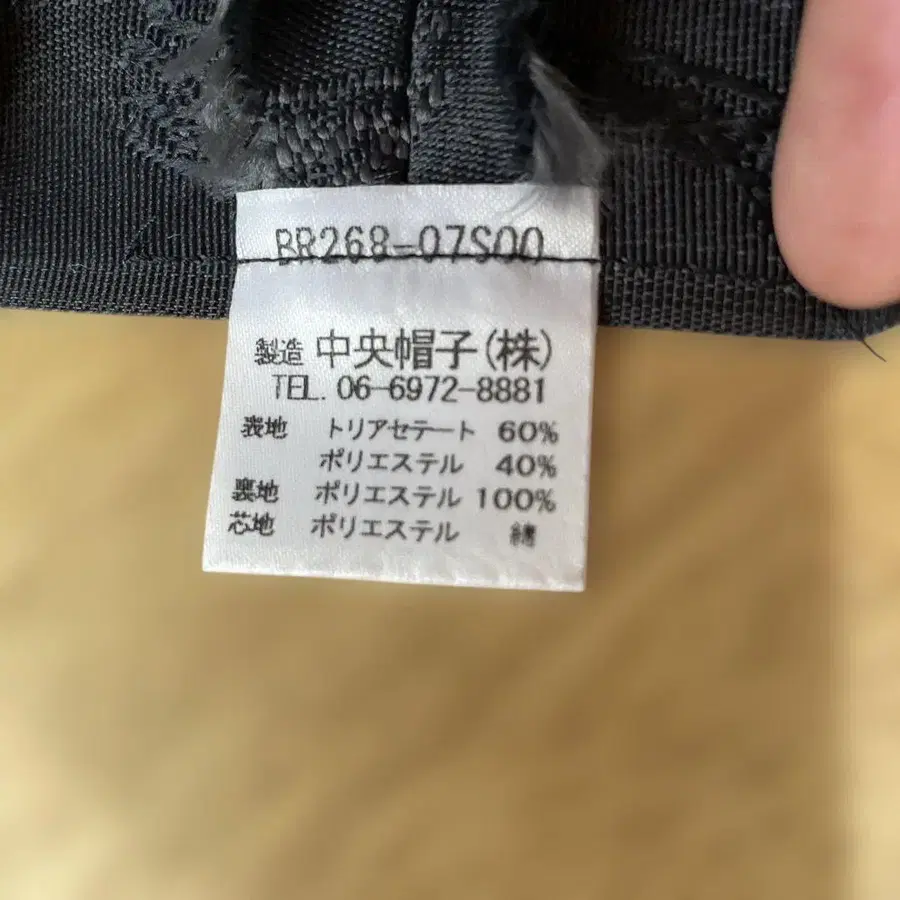 BR268-07S00
製造 中央帽子(株)
TEL. 06-6972-8881
表地 トリアセテート 60%
ポリエステル 40%
裏地 ポリエステル 100%
芯地 ポリエステル